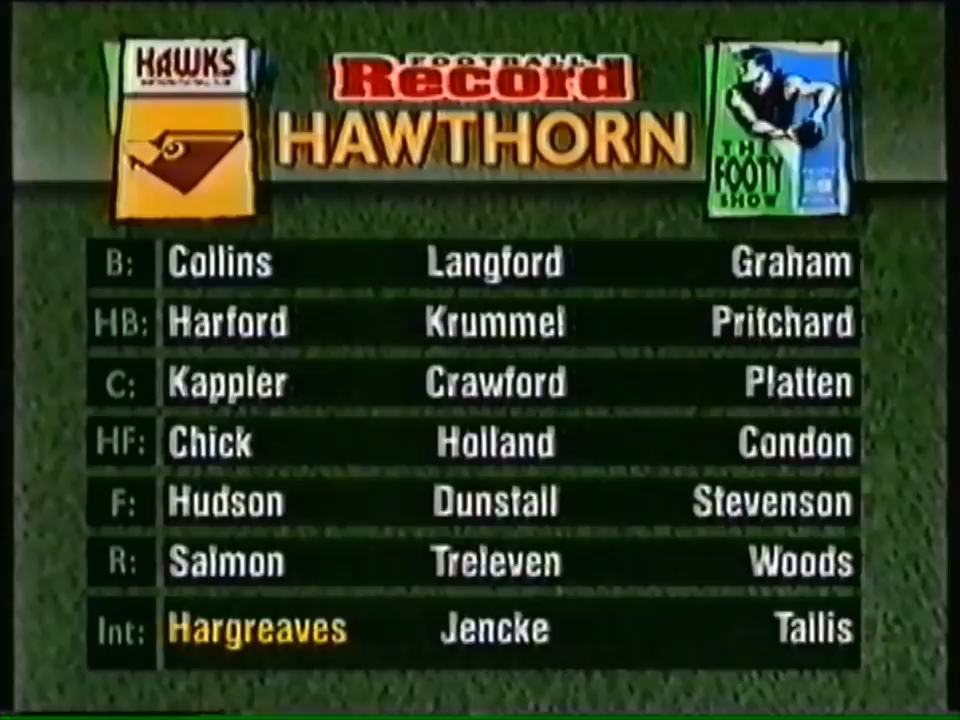 HAWKS
FOOTBALL
Record
HAWTHORN
THE
FOOTY
SHOW
B: Collins Langford Graham
HB: Harford Krummel Pritchard
C: Kappler Crawford Platten
HF: Chick Holland Condon
F: Hudson Dunstall Stevenson
R: Salmon Treleven Woods
Int: Hargreaves Jencke Tallis